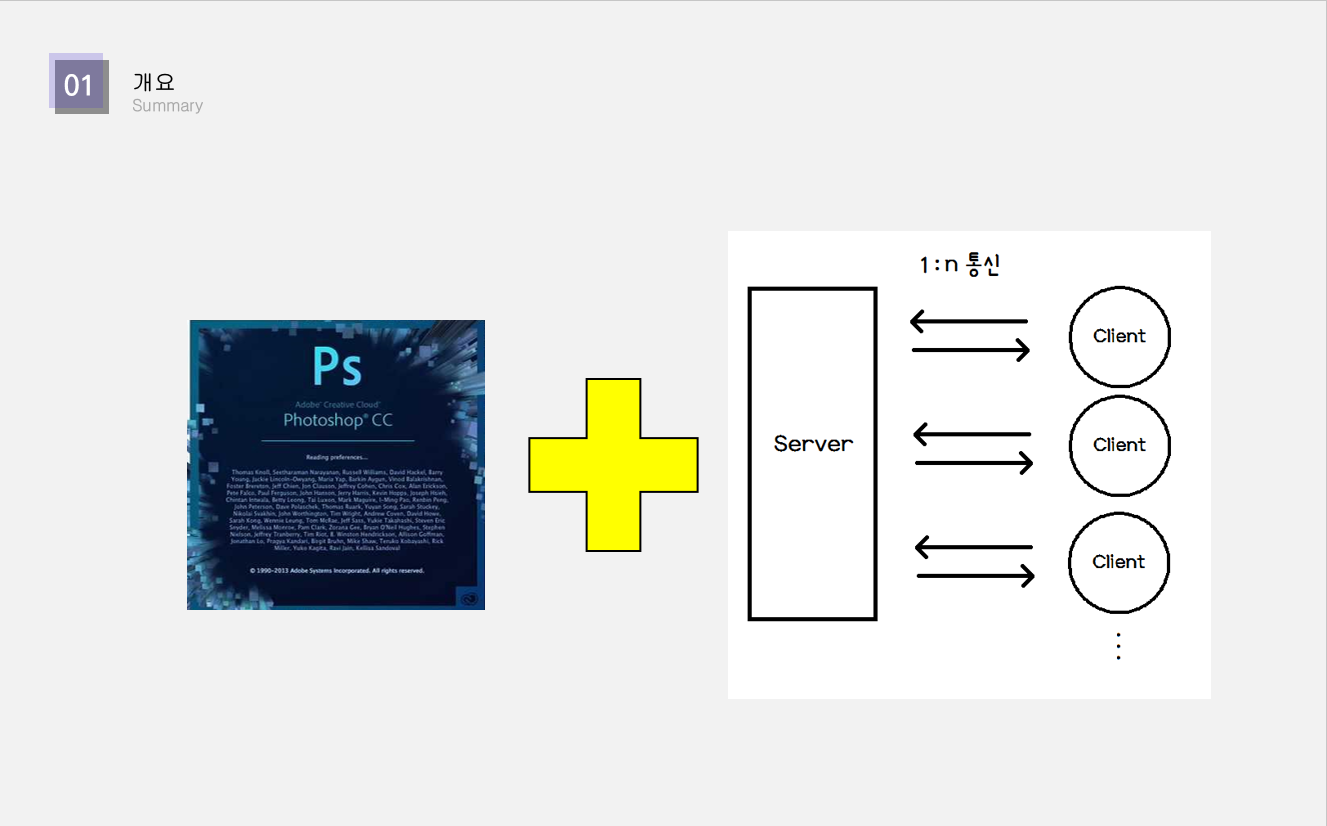 01
개요
Summary
Ps
Adobe® Creative Cloud™
Photoshop® CC
Reading preferences...
Thomas Knoll, Seetharaman Narayanan, Russell Williams, David Hackel, Barry
Young, Jackie Lincoln-Owyang, Maria Yap, Barkin Aygun, Vinod Balakrishnan,
Foster Brereton, Jeff Chien, Jon Clauson, Jeffrey Cohen, Chris Cox, Alan Erickson,
Pete Falco, Paul Ferguson, John Hanson, Jerry Harris, Kevin Hopps, Joseph Hsieh,
Chintan Intwala, Betty Leong, Tai Luxon, Mark Maguire, I-Ming Pao, Renbin Peng,
John Peterson, Dave Polaschek, Thomas Ruark, Yuyan Song, Sarah Stuckey,
Nikolai Svakhin, John Worthington, Tim Wright, Andrew Coven, David Howe,
Sarah Kong, Wennie Leung, Tom McRae, Jeff Sass, Yukie Takahashi, Steven Eric
Snyder, Melissa Monroe, Pam Clark, Zorana Gee, Bryan O'Neil Hughes, Stephen
Nielson, Jeffrey Tranberry, Tim Riot, B. Winston Hendrickson, Allison Goffman,
Jonathan Lo, Pragya Kandari, Birgit Bruhn, Mike Shaw, Teruko Kobayashi, Rick
Miller, Yuko Kagita, Ravi Jain, Kellisa Sandoval
© 1990-2013 Adobe Systems Incorporated. All rights reserved.
1:n 통신
Server
Client
Client
Client